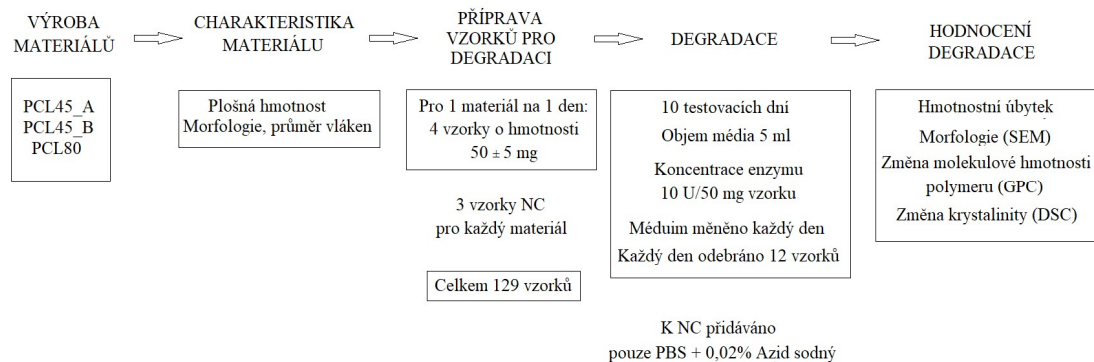 VÝROBA
MATERIÁLŮ
CHARAKTERISTIKA
MATERIÁLU
PŘÍPRAVA
VZORKŮ PRO
DEGRADACI
DEGRADACE
HODNOCENÍ
DEGRADACE
PCL45_A
PCL45_B
PCL80
Plošná hmotnost
Morfologie, průměr vláken
Pro 1 materiál na 1 den:
4 vzorky o hmotnosti
50 ± 5 mg
3 vzorky NC
pro každý materiál
Celkem 129 vzorků
10 testovacích dní
Objem média 5 ml
Koncentrace enzymu
10 U/50 mg vzorku
Méduim měněno každý den
Každý den odebráno 12 vzorků
K NC přidáváno
pouze PBS + 0,02% Azid sodný
Hmotnostní úbytek
Morfologie (SEM)
Změna molekulové hmotnosti
polymeru (GPC)
Změna krystalinity (DSC)